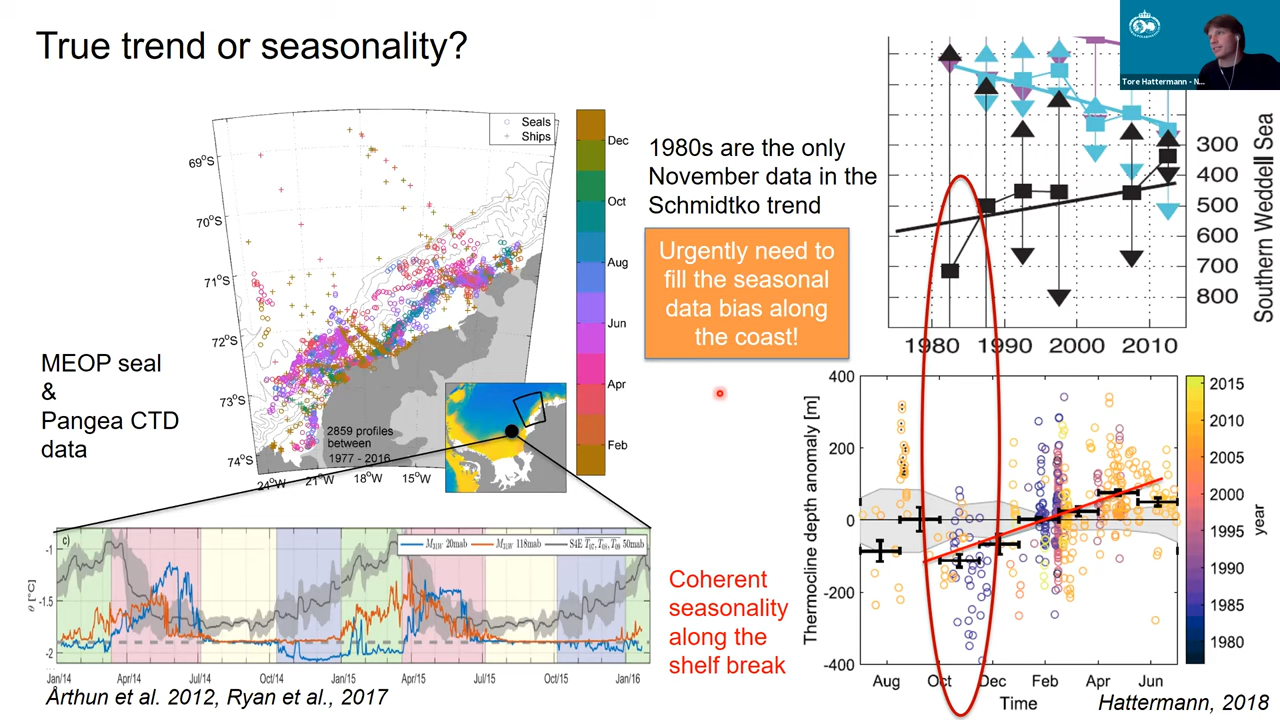 True trend or seasonality?
Tore Hattermann - N...
Seals
Ships
69°S
70°S
71°S
72°S
73°S
74°S
24°W
21°W
18°W
15°W
2859 profiles
between
1977 - 2016
Dec
Oct
Aug
Jun
Apr
Feb
MEOP seal
&
Pangea CTD
data
1980s are the only
November data in the
Schmidtko trend
Urgently need to
fill the seasonal
data bias along
the coast!
300
400
500
600
700
800
Southern Weddell Sea
1980
1990
2000
2010
400
200
0
-200
-400
Thermocline depth anomaly [m]
Aug
Oct
Dec
Feb
Apr
Jun
Time
2015
2010
2005
2000
1995
1990
1985
1980
year
Hattermann, 2018
c)
M31W 20mab
M31W 118mab
-1
-1.5
-2
θ [°C]
Jan/14
Apr/14
Jul/14
Oct/14
Jan/15
Apr/15
Jul/15
Oct/15
Jan/16
Coherent
seasonality
along the
shelf break
Årthun et al. 2012, Ryan et al., 2017